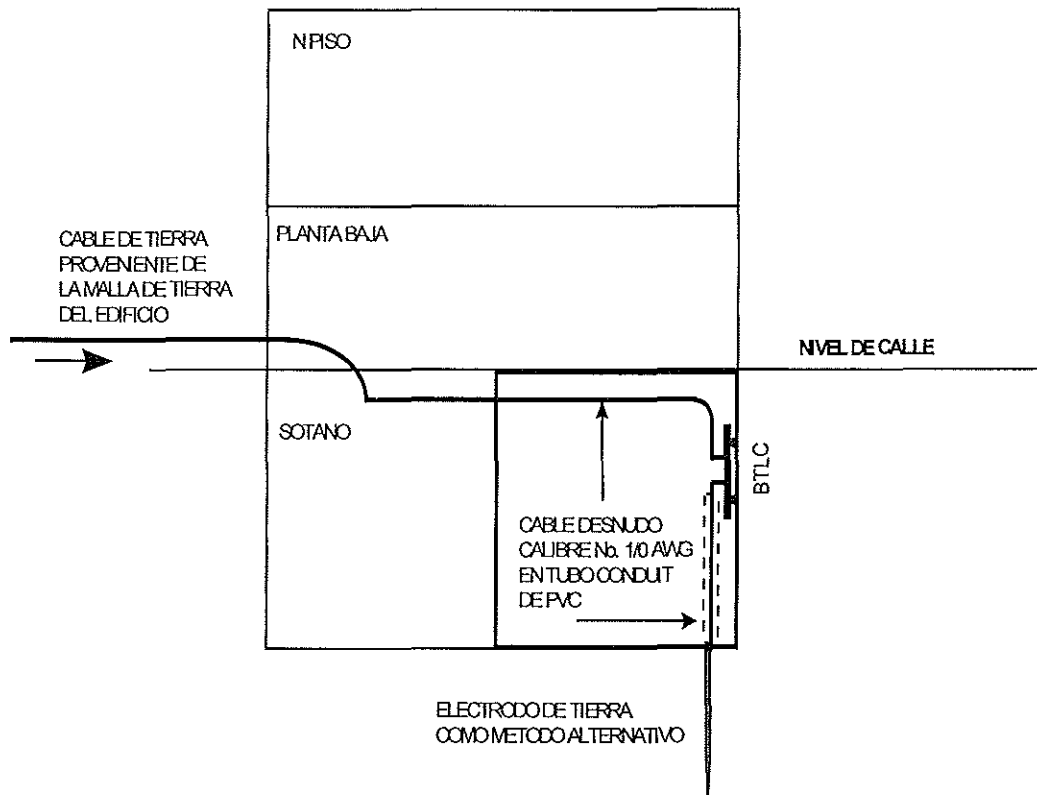 N PISO
PLANTA BAJA
CABLE DE TIERRA
PROVENIENTE DE
LA MALLA DE TIERRA
DEL EDIFICIO
NIVEL DE CALLE
SOTANO
BTLC
CABLE DESNUDO
CALIBRE No. 1/0 AWG
EN TUBO CONDUIT
DE PVC
ELECTRODO DE TIERRA
COMO METODO ALTERNATIVO